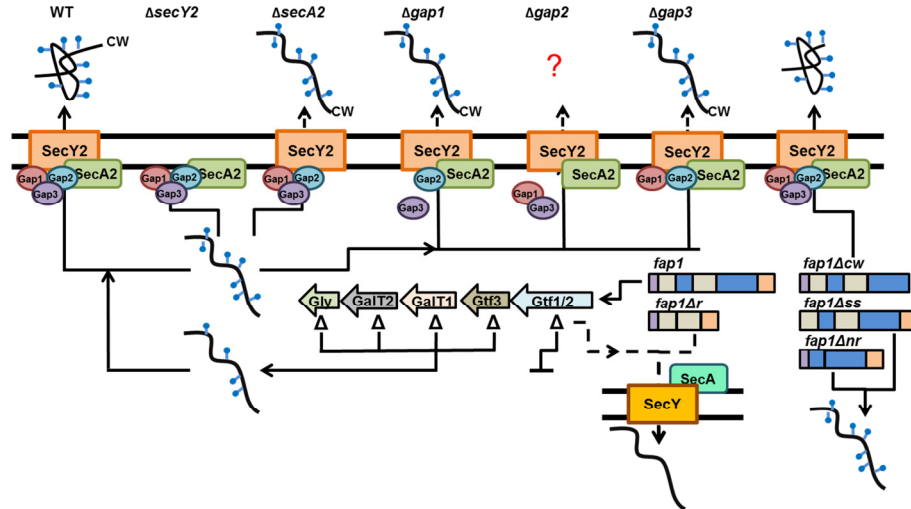 WT ΔsecY2 ΔsecA2 Δgap1 Δgap2 Δgap3
CW CW CW CW CW
?
SecY2 SecY2 SecY2 SecY2 SecY2 SecY2
Gap1 Gap2 SecA2 Gap1 Gap2 SecA2 Gap1 Gap2 Gap2 SecA2 SecA2 Gap1 Gap2 SecA2 Gap1 Gap2 SecA2
Gap3 Gap3 Gap3 Gap3 Gap1 Gap3 Gap3
fap1 fap1Δcw
Gly GalT2 GalT1 Gtf3 Gtf1/2
fap1Δr fap1Δss
Δ Δ Δ Δ Δ
fap1Δnr
SecA
SecY